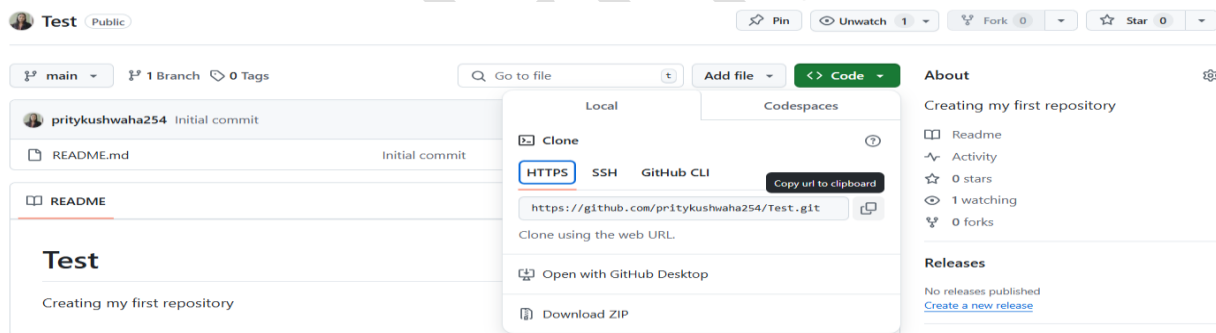 Test Public
Pin
Unwatch 1
Fork 0
Star 0
main
1 Branch
0 Tags
Go to file t
Add file
<> Code
pritykushwaha254 Initial commit
README.md Initial commit
README
Test
Creating my first repository
Local Codespaces
Clone
HTTPS SSH GitHub CLI
Copy url to clipboard
https://github.com/pritykushwaha254/Test.git
Clone using the web URL.
Open with GitHub Desktop
Download ZIP
About
Creating my first repository
Readme
Activity
0 stars
1 watching
0 forks
Releases
No releases published
Create a new release